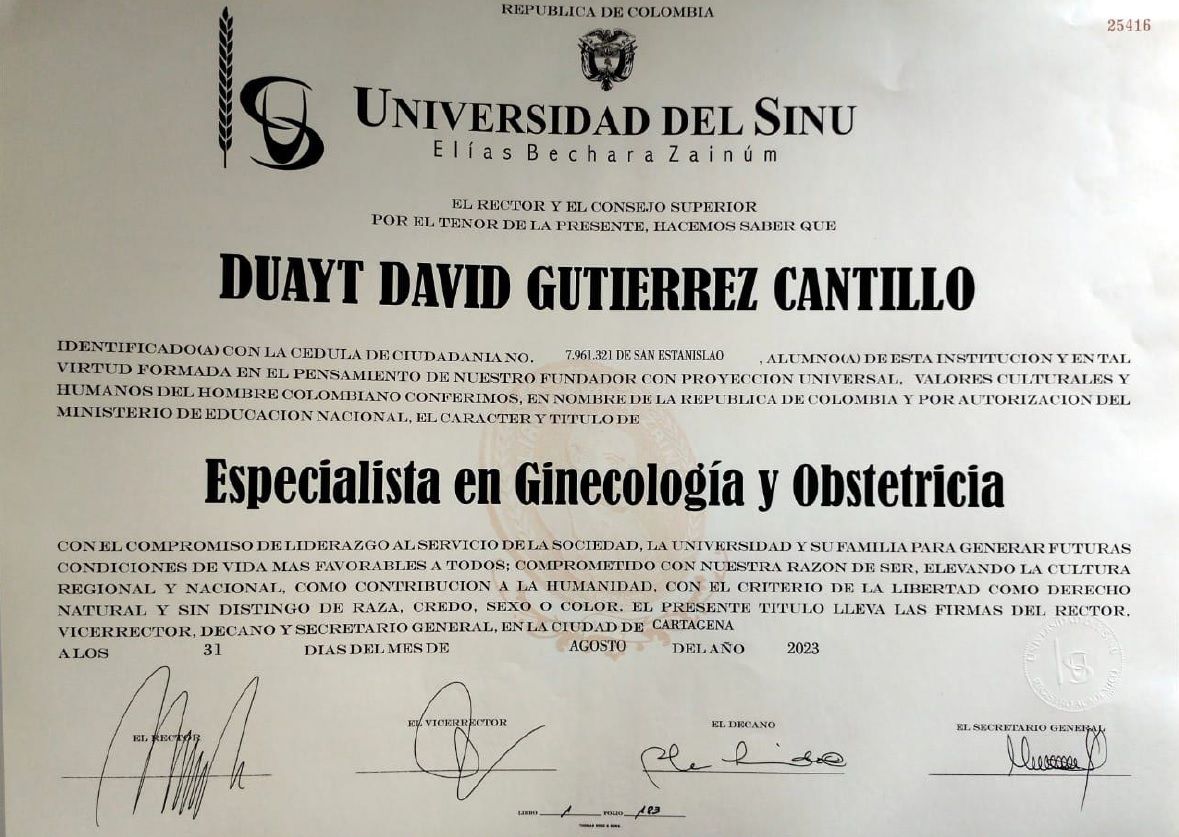 REPUBLICA DE COLOMBIA
25416
UNIVERSIDAD DEL SINU
Elías Bechara Zainúm
EL RECTOR Y EL CONSEJO SUPERIOR
POR EL TENOR DE LA PRESENTE, HACEMOS SABER QUE
DUAYT DAVID GUTIERREZ CANTILLO
IDENTIFICADO(A) CON LA CEDULA DE CIUDADANIA NO. 7.961.321 DE SAN ESTANISLAO , ALUMNO(A) DE ESTA INSTITUCION Y EN TAL
VIRTUD FORMADA EN EL PENSAMIENTO DE NUESTRO FUNDADOR CON PROYECCION UNIVERSAL, VALORES CULTURALES Y
HUMANOS DEL HOMBRE COLOMBIANO CONFERIMOS, EN NOMBRE DE LA REPUBLICA DE COLOMBIA Y POR AUTORIZACION DEL
MINISTERIO DE EDUCACION NACIONAL, EL CARACTER Y TITULO DE
Especialista en Ginecología y Obstetricia
CON EL COMPROMISO DE LIDERAZGO AL SERVICIO DE LA SOCIEDAD, LA UNIVERSIDAD Y SU FAMILIA PARA GENERAR FUTURAS
CONDICIONES DE VIDA MAS FAVORABLES A TODOS; COMPROMETIDO CON NUESTRA RAZON DE SER, ELEVANDO LA CULTURA
REGIONAL Y NACIONAL, COMO CONTRIBUCION A LA HUMANIDAD, CON EL CRITERIO DE LA LIBERTAD COMO DERECHO
NATURAL Y SIN DISTINGO DE RAZA, CREDO, SEXO O COLOR. EL PRESENTE TITULO LLEVA LAS FIRMAS DEL RECTOR,
VICERRECTOR, DECANO Y SECRETARIO GENERAL, EN LA CIUDAD DE CARTAGENA
A LOS 31 DIAS DEL MES DE AGOSTO DEL AÑO 2023
EL RECTOR EL VICERRECTOR EL DECANO EL SECRETARIO GENERAL
LIBRO 1 FOLIO 183